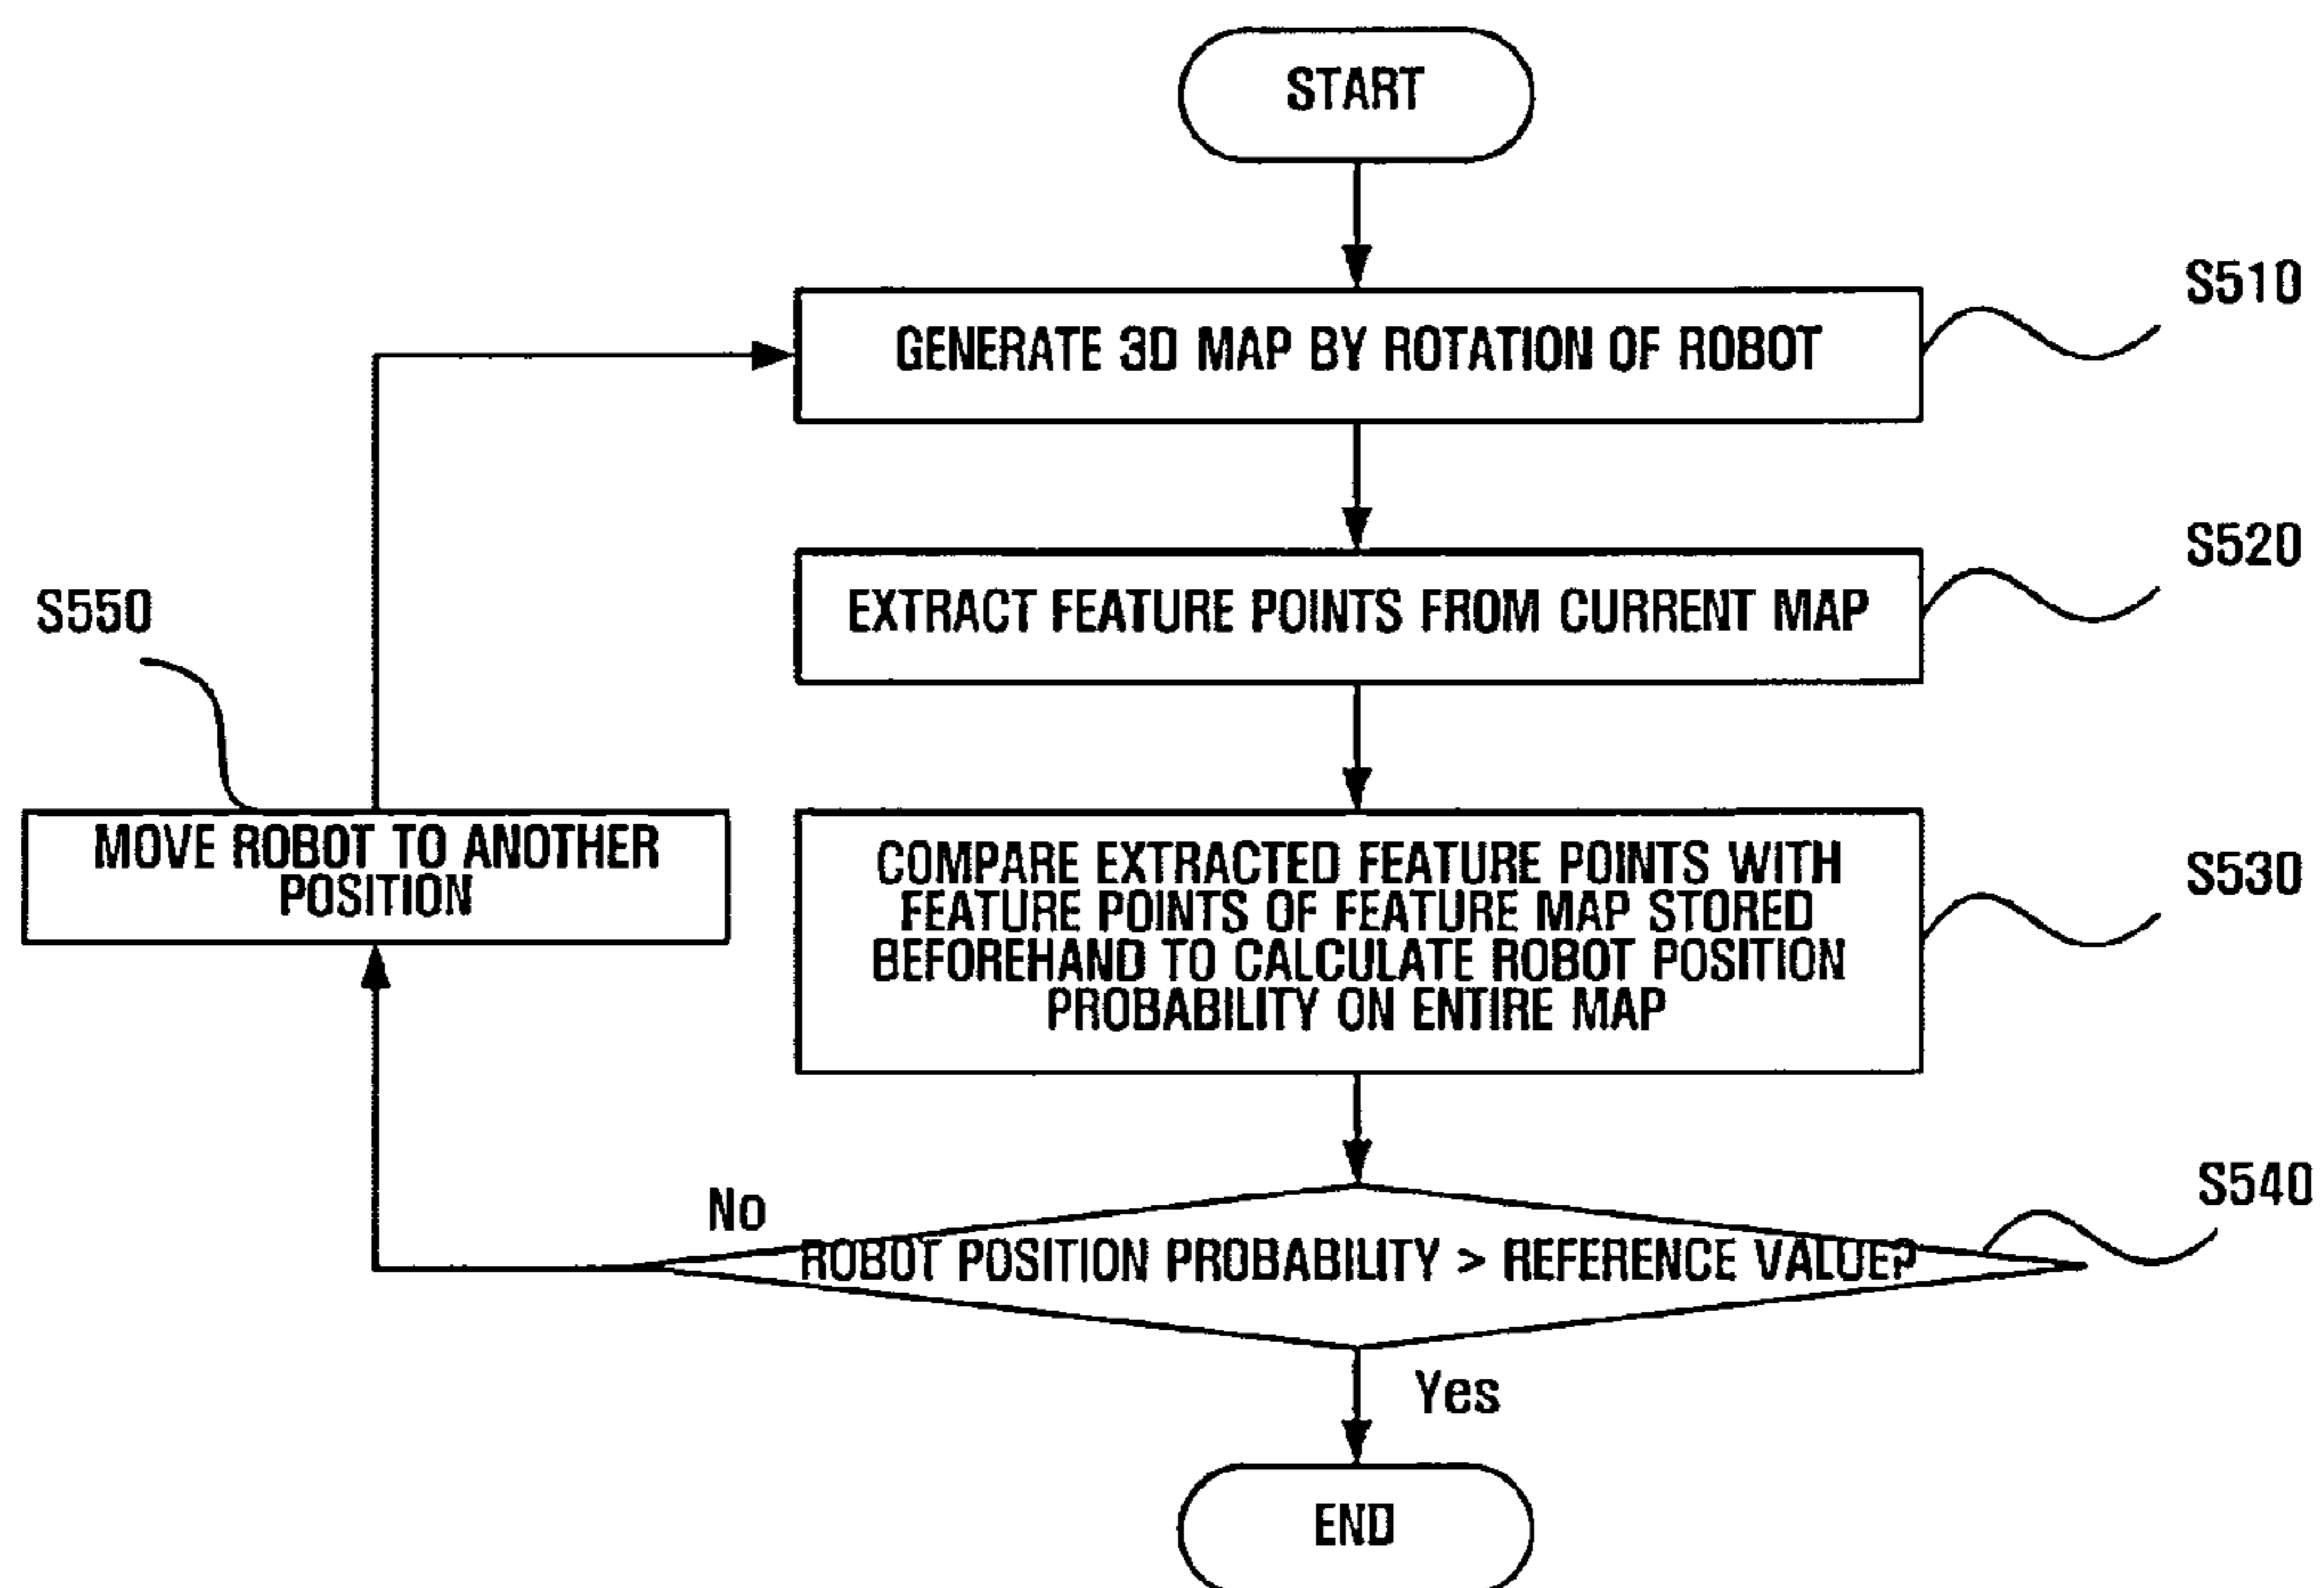 START
GENERATE 3D MAP BY ROTATION OF ROBOT
S510
EXTRACT FEATURE POINTS FROM CURRENT MAP
S520
S550
MOVE ROBOT TO ANOTHER
POSITION
COMPARE EXTRACTED FEATURE POINTS WITH
FEATURE POINTS OF FEATURE MAP STORED
BEFOREHAND TO CALCULATE ROBOT POSITION
PROBABILITY ON ENTIRE MAP
S530
No
ROBOT POSITION PROBABILITY > REFERENCE VALUE?
S540
Yes
END